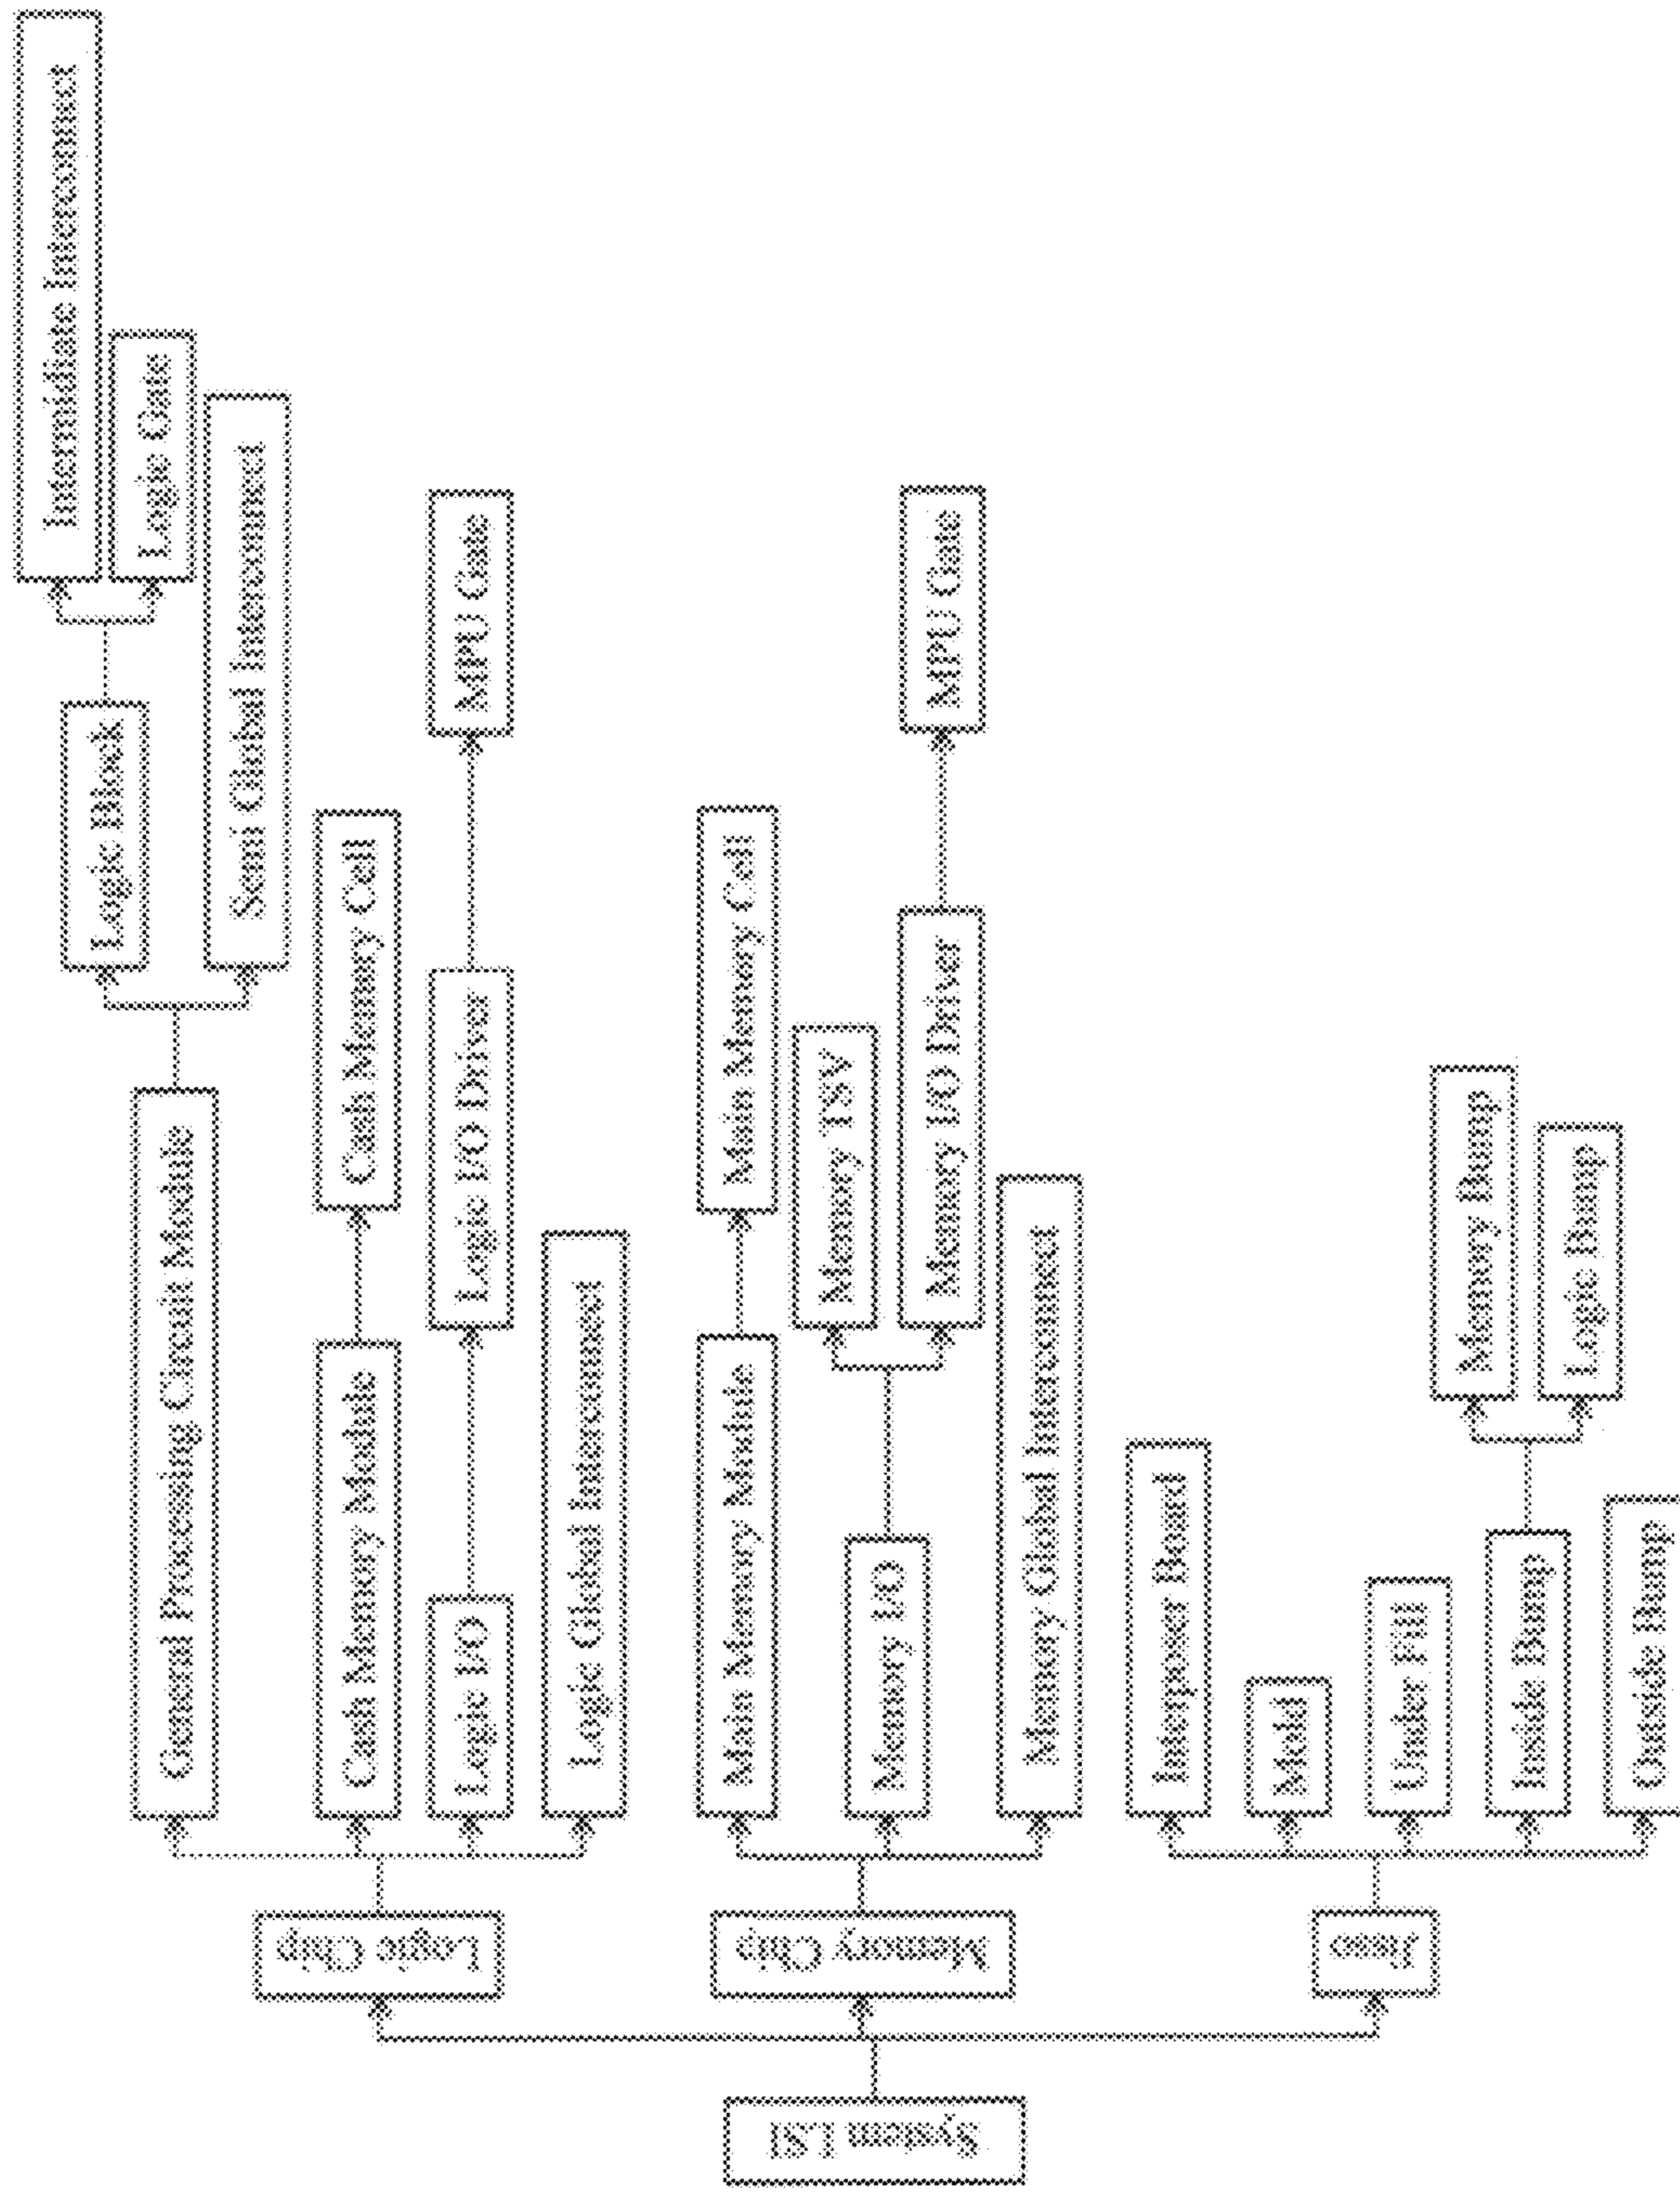 System LSI
Logic Chip
General Processing Circuit Module
Logic Block
Intermidiate Interconnect
Logic Gate
Semi Global Interconnect
Cash Memory Module
Cash Memory Cell
Logic I/O
Logic I/O Driver
MPU Gate
Logic Global Interconnect
Memory Chip
Main Memory Module
Main Memory Cell
Memory I/O
Memory TSV
Memory I/O Driver
MPU Gate
Memory Global Interconnect
Jisso
Interposer Board
Mold
Under Fill
Inside Bump
Memory Bump
Logic Bump
Outside Bump